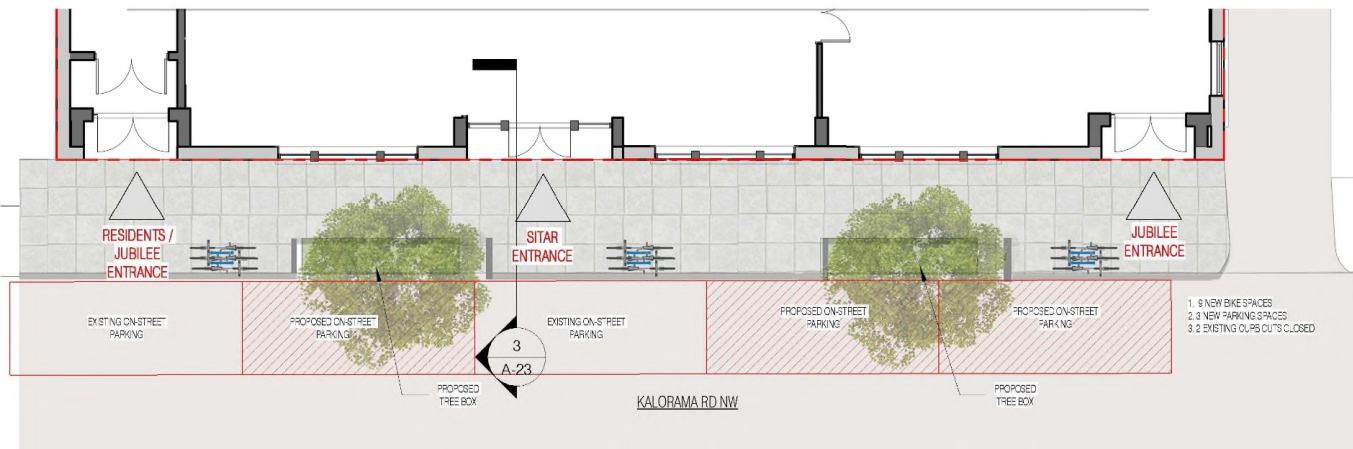 RESIDENTS /
JUBILEE
ENTRANCE
SITAR
ENTRANCE
JUBILEE
ENTRANCE
EXISTING ON-STREET
PARKING
PROPOSED ON-STREET
PARKING
EXISTING ON-STREET
PARKING
PROPOSED ON-STREET
PARKING
PROPOSED ON-STREET
PARKING
1. 9 NEW BIKE SPACES
2. 3 NEW PARKING SPACES
3. 2 EXISTING CURB CUTS CLOSED
3
A-23
PROPOSED
TREE BOX
KALORAMA RD NW
PROPOSED
TREE BOX